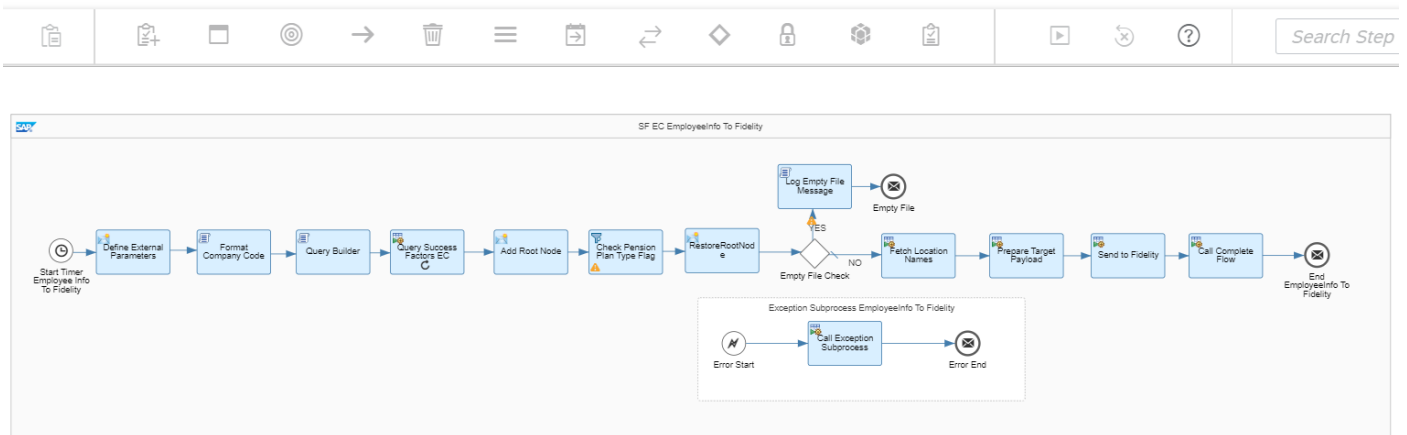 Search Step
SAP
SF EC EmployeeInfo To Fidelity
Log Empty File
Message
Empty File
YES
Define External
Parameters
Format
Company Code
Query Builder
Query Success
Factors EC
Add Root Node
Check Pension
Plan Type Flag
RestoreRootNod
e
Empty File Check
NO
Fetch Location
Names
Prepare Target
Payload
Send to Fidelity
Call Complete
Flow
Start Timer
Employee Info
To Fidelity
End
EmployeeInfo To
Fidelity
Exception Subprocess EmployeeInfo To Fidelity
Error Start
Call Exception
Subprocess
Error End